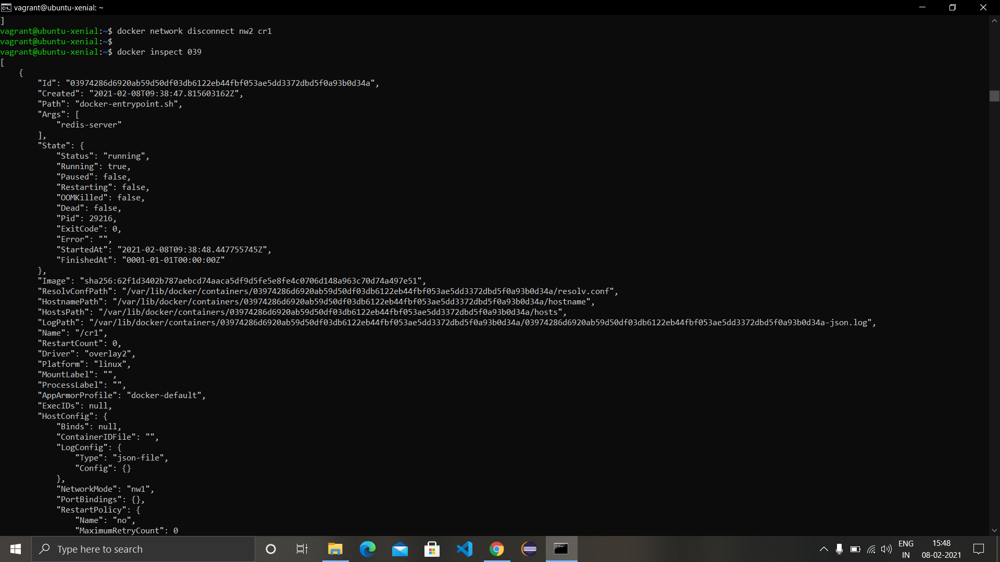 vagrant@ubuntu-xenial: ~
]
vagrant@ubuntu-xenial:~$ docker network disconnect nw2 cr1
vagrant@ubuntu-xenial:~$
vagrant@ubuntu-xenial:~$ docker inspect 039
[
    {
        "Id": "03974286d6920ab59d50df03db6122eb44fbf053ae5dd3372dbd5f0a93b0d34a",
        "Created": "2021-02-08T09:38:47.815603162Z",
        "Path": "docker-entrypoint.sh",
        "Args": [
            "redis-server"
        ],
        "State": {
            "Status": "running",
            "Running": true,
            "Paused": false,
            "Restarting": false,
            "OOMKilled": false,
            "Dead": false,
            "Pid": 29216,
            "ExitCode": 0,
            "Error": "",
            "StartedAt": "2021-02-08T09:38:48.447755745Z",
            "FinishedAt": "0001-01-01T00:00:00Z"
        },
        "Image": "sha256:62f1d3402b787aebcd74aaca5df9d5fe5e8fe4c0706d148a963c70d74a497e51",
        "ResolvConfPath": "/var/lib/docker/containers/03974286d6920ab59d50df03db6122eb44fbf053ae5dd3372dbd5f0a93b0d34a/resolv.conf",
        "HostnamePath": "/var/lib/docker/containers/03974286d6920ab59d50df03db6122eb44fbf053ae5dd3372dbd5f0a93b0d34a/hostname",
        "HostsPath": "/var/lib/docker/containers/03974286d6920ab59d50df03db6122eb44fbf053ae5dd3372dbd5f0a93b0d34a/hosts",
        "LogPath": "/var/lib/docker/containers/03974286d6920ab59d50df03db6122eb44fbf053ae5dd3372dbd5f0a93b0d34a/03974286d6920ab59d50df03db6122eb44fbf053ae5dd3372dbd5f0a93b0d34a-json.log",
        "Name": "/cr1",
        "RestartCount": 0,
        "Driver": "overlay2",
        "Platform": "linux",
        "MountLabel": "",
        "ProcessLabel": "",
        "AppArmorProfile": "docker-default",
        "ExecIDs": null,
        "HostConfig": {
            "Binds": null,
            "ContainerIDFile": "",
            "LogConfig": {
                "Type": "json-file",
                "Config": {}
            },
            "NetworkMode": "nw1",
            "PortBindings": {},
            "RestartPolicy": {
                "Name": "no",
                "MaximumRetryCount": 0
Type here to search
ENG
IN
15:48
08-02-2021